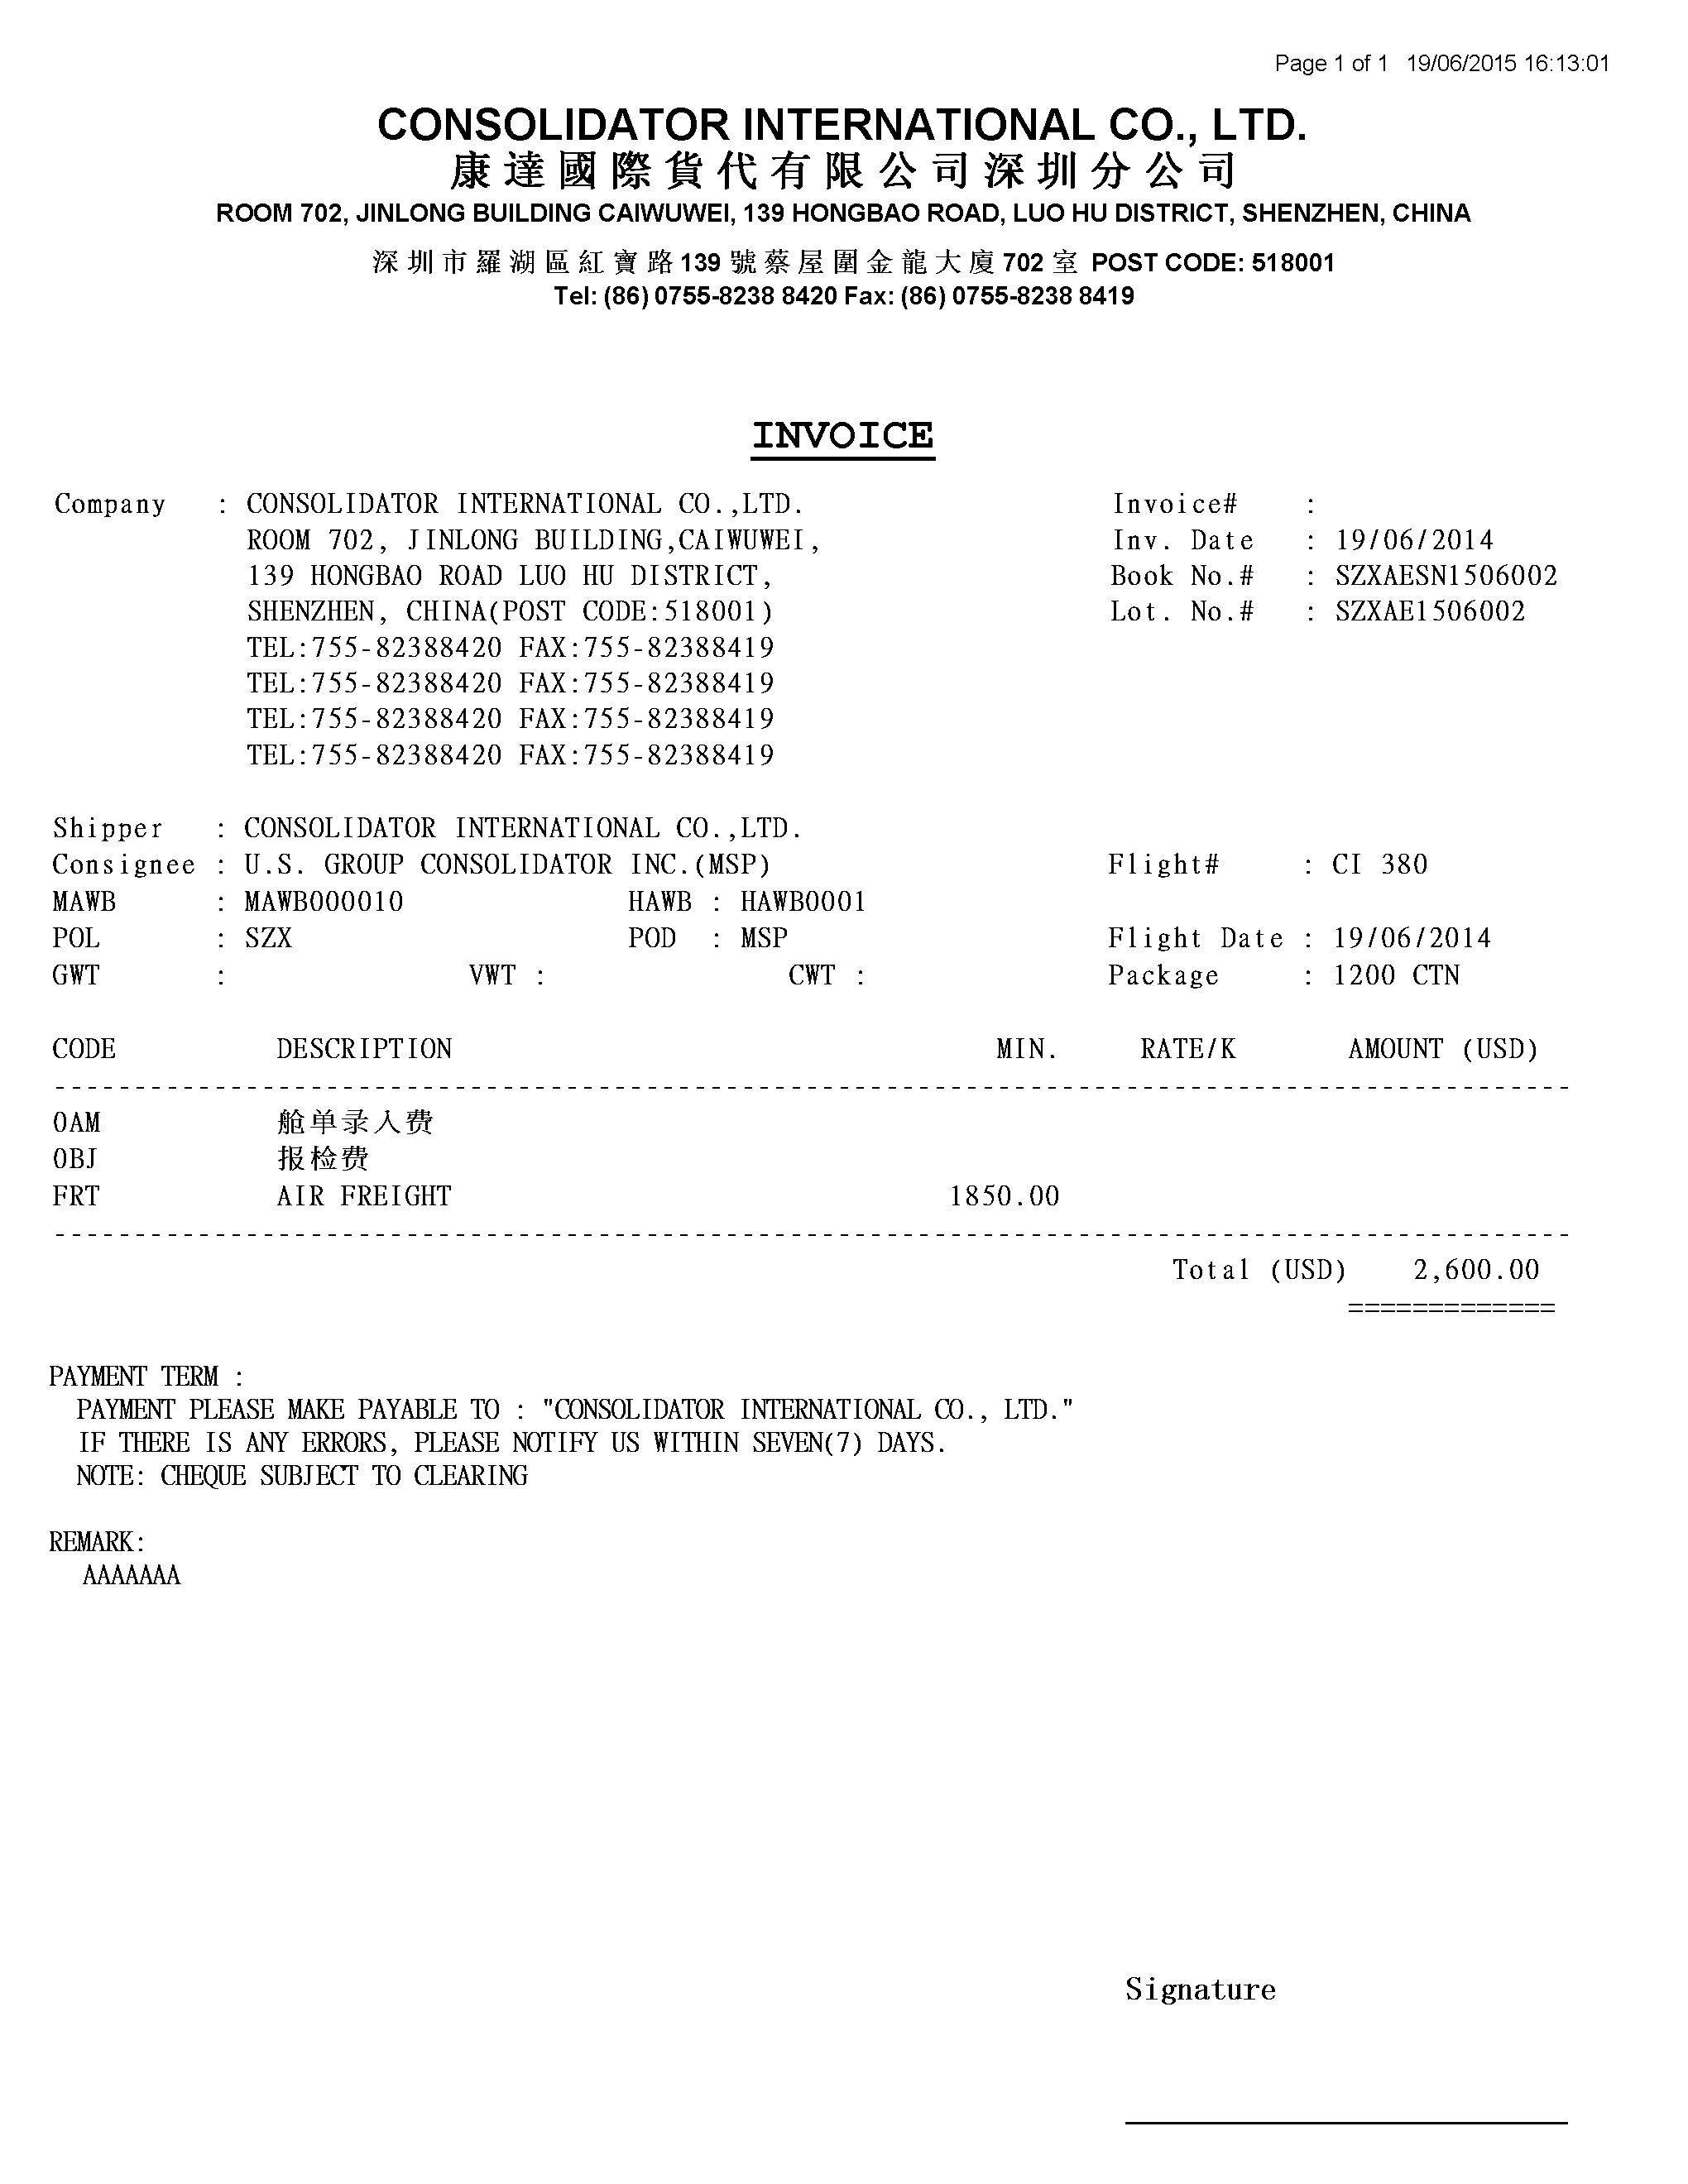 Page 1 of 1 19/06/2015 16:13:01
CONSOLIDATOR INTERNATIONAL CO., LTD.
康達國際貨代有限公司深圳分公司
ROOM 702, JINLONG BUILDING CAIWUWEI, 139 HONGBAO ROAD, LUO HU DISTRICT, SHENZHEN, CHINA
深圳市羅湖區紅寶路139號蔡屋圍金龍大廈702室 POST CODE: 518001
Tel: (86) 0755-8238 8420 Fax: (86) 0755-8238 8419
INVOICE
Company : CONSOLIDATOR INTERNATIONAL CO.,LTD. Invoice# :
ROOM 702, JINLONG BUILDING,CAIWUWEI, Inv. Date : 19/06/2014
139 HONGBAO ROAD LUO HU DISTRICT, Book No.# : SZXAESN1506002
SHENZHEN, CHINA(POST CODE:518001) Lot. No.# : SZXAE1506002
TEL:755-82388420 FAX:755-82388419
TEL:755-82388420 FAX:755-82388419
TEL:755-82388420 FAX:755-82388419
TEL:755-82388420 FAX:755-82388419
Shipper : CONSOLIDATOR INTERNATIONAL CO.,LTD.
Consignee : U.S. GROUP CONSOLIDATOR INC.(MSP) Flight# : CI 380
MAWB : MAWB000010 HAWB : HAWB0001
POL : SZX POD : MSP Flight Date : 19/06/2014
GWT : VWT : CWT : Package : 1200 CTN
CODE DESCRIPTION MIN. RATE/K AMOUNT (USD)
OAM 舱单录入费
OBJ 报检费
FRT AIR FREIGHT 1850.00
Total (USD) 2,600.00
=============
PAYMENT TERM :
PAYMENT PLEASE MAKE PAYABLE TO : "CONSOLIDATOR INTERNATIONAL CO., LTD."
IF THERE IS ANY ERRORS, PLEASE NOTIFY US WITHIN SEVEN(7) DAYS.
NOTE: CHEQUE SUBJECT TO CLEARING
REMARK:
AAAAAAA
Signature